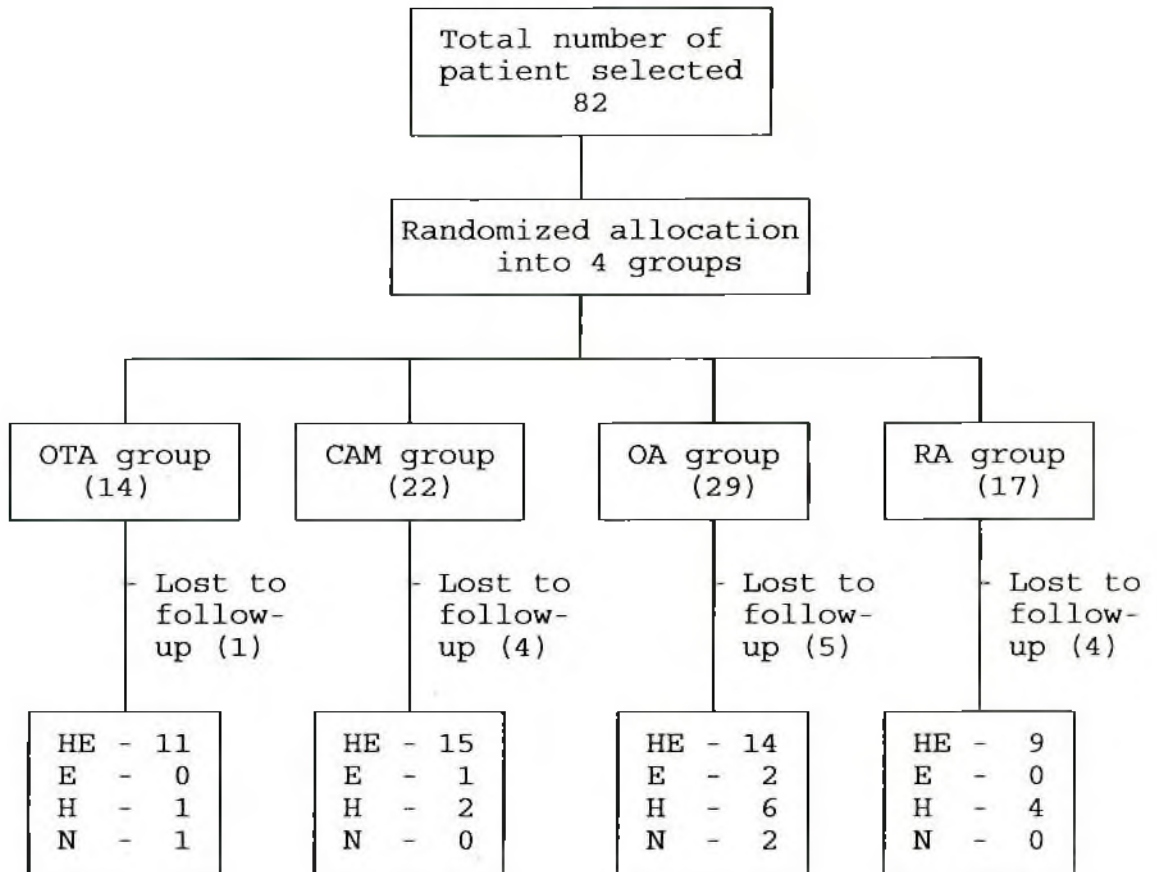 Total number of
patient selected
82
Randomized allocation
into 4 groups
OTA group
(14)
CAM group
(22)
OA group
(29)
RA group
(17)
- Lost to
follow-
up (1)
- Lost to
follow-
up (4)
- Lost to
follow-
up (5)
- Lost to
follow-
up (4)
HE - 11
E - 0
H - 1
N - 1
HE - 15
E - 1
H - 2
N - 0
HE - 14
E - 2
H - 6
N - 2
HE - 9
E - 0
H - 4
N - 0